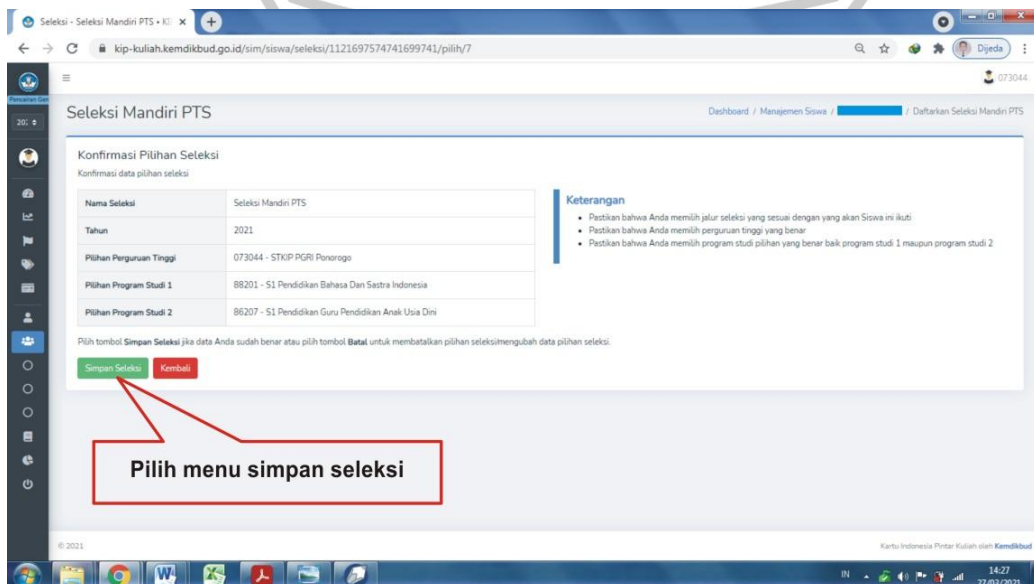 Seleksi - Seleksi Mandiri PTS • KI
kip-kuliah.kemdikbud.go.id/sim/siswa/seleksi/1121697574741699741/pilih/7
Dijeda
073044
Seleksi Mandiri PTS
Dashboard / Manajemen Siswa / / Daftarkan Seleksi Mandiri PTS
Konfirmasi Pilihan Seleksi
Konfirmasi data pilihan seleksi
Nama Seleksi Seleksi Mandiri PTS
Tahun 2021
Pilihan Perguruan Tinggi 073044 - STKIP PGRI Ponorogo
Pilihan Program Studi 1 88201 - S1 Pendidikan Bahasa Dan Sastra Indonesia
Pilihan Program Studi 2 86207 - S1 Pendidikan Guru Pendidikan Anak Usia Dini
Keterangan
Pastikan bahwa Anda memilih jalur seleksi yang sesuai dengan yang akan Siswa ini ikuti
Pastikan bahwa Anda memilih perguruan tinggi yang benar
Pastikan bahwa Anda memilih program studi pilihan yang benar baik program studi 1 maupun program studi 2
Pilih tombol Simpan Seleksi jika data Anda sudah benar atau pilih tombol Batal untuk membatalkan pilihan seleksi/mengubah data pilihan seleksi.
Simpan Seleksi Kembali
Pilih menu simpan seleksi
© 2021
Kartu Indonesia Pintar Kuliah oleh Kemdikbud
IN
14:27
27/03/2021